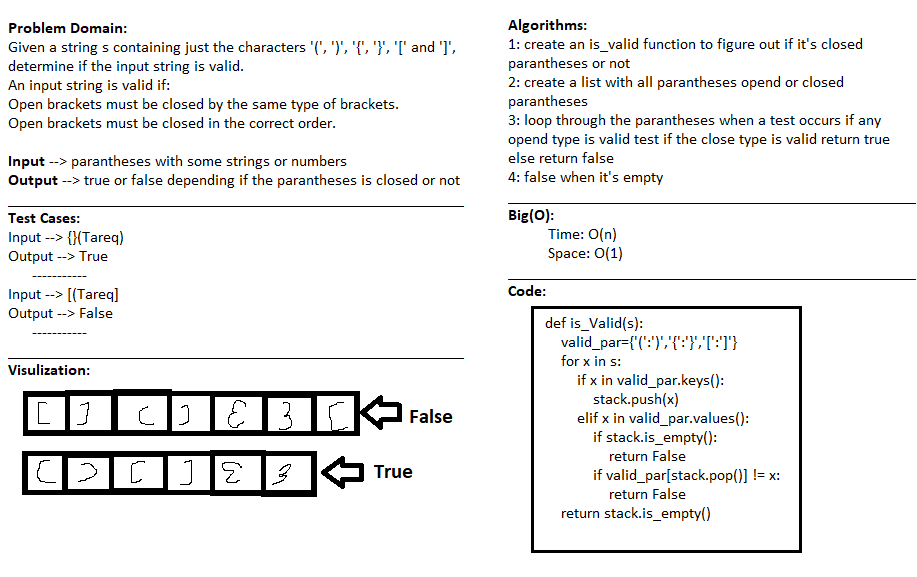 Problem Domain:
Given a string s containing just the characters '(', ')', '{', '}', '[' and ']',
determine if the input string is valid.
An input string is valid if:
Open brackets must be closed by the same type of brackets.
Open brackets must be closed in the correct order.
Input --> parantheses with some strings or numbers
Output --> true or false depending if the parantheses is closed or not
Test Cases:
Input --> {}(Tareq)
Output --> True
-----------
Input --> [(Tareq]
Output --> False
-----------
Visulization:
[ ] ( ] { } [ False
( ) [ ] { } True
Algorithms:
1: create an is_valid function to figure out if it's closed
parantheses or not
2: create a list with all parantheses opend or closed
parantheses
3: loop through the parantheses when a test occurs if any
opend type is valid test if the close type is valid return true
else return false
4: false when it's empty
Big(O):
Time: O(n)
Space: O(1)
Code:
def is_Valid(s):
valid_par={'(':')','{':'}','[':']'}
for x in s:
if x in valid_par.keys():
stack.push(x)
elif x in valid_par.values():
if stack.is_empty():
return False
if valid_par[stack.pop()] != x:
return False
return stack.is_empty()